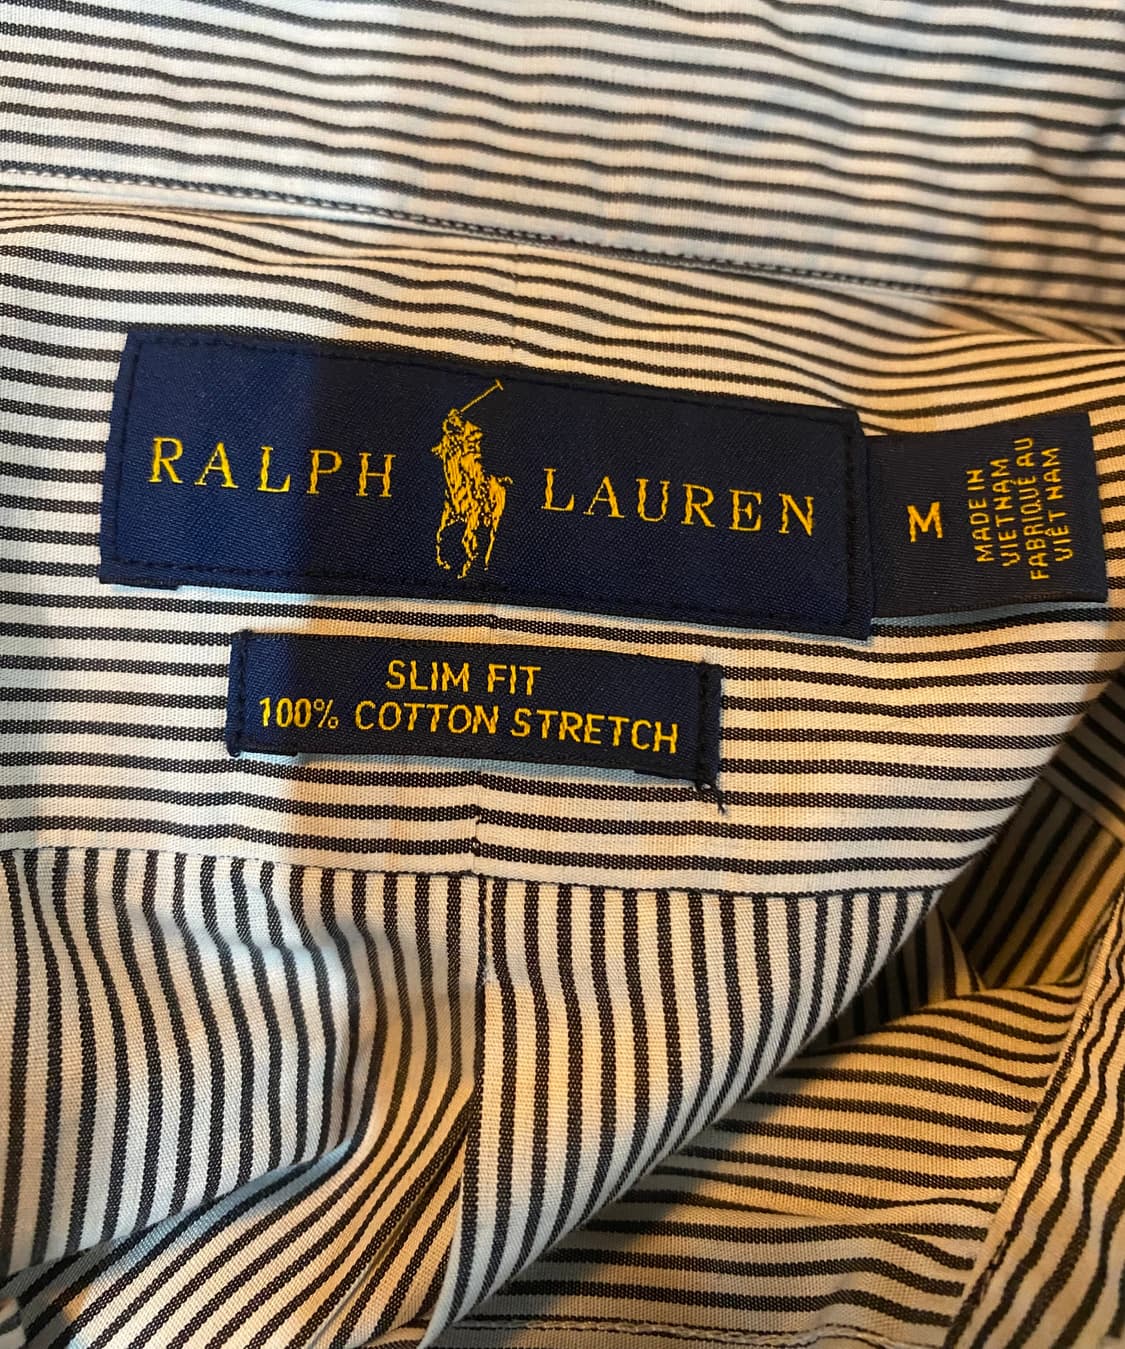 RALPH LAUREN
M
MADE IN
VIETNAM
FABRIQUÉ AU
VIÊT NAM
SLIM FIT
100% COTTON STRETCH